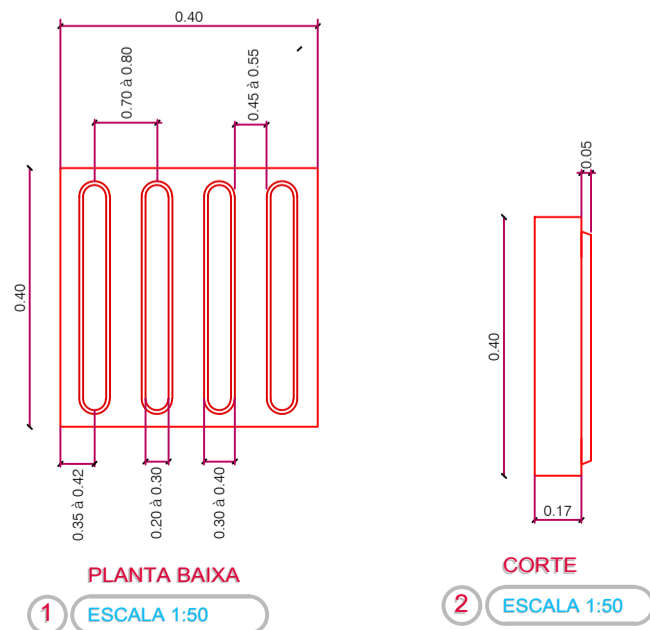 0.40
0.70 à 0.80
0.45 à 0.55
0.40
0.35 à 0.42
0.20 à 0.30
0.30 à 0.40
PLANTA BAIXA
1 ESCALA 1:50
0.05
0.40
0.17
CORTE
2 ESCALA 1:50